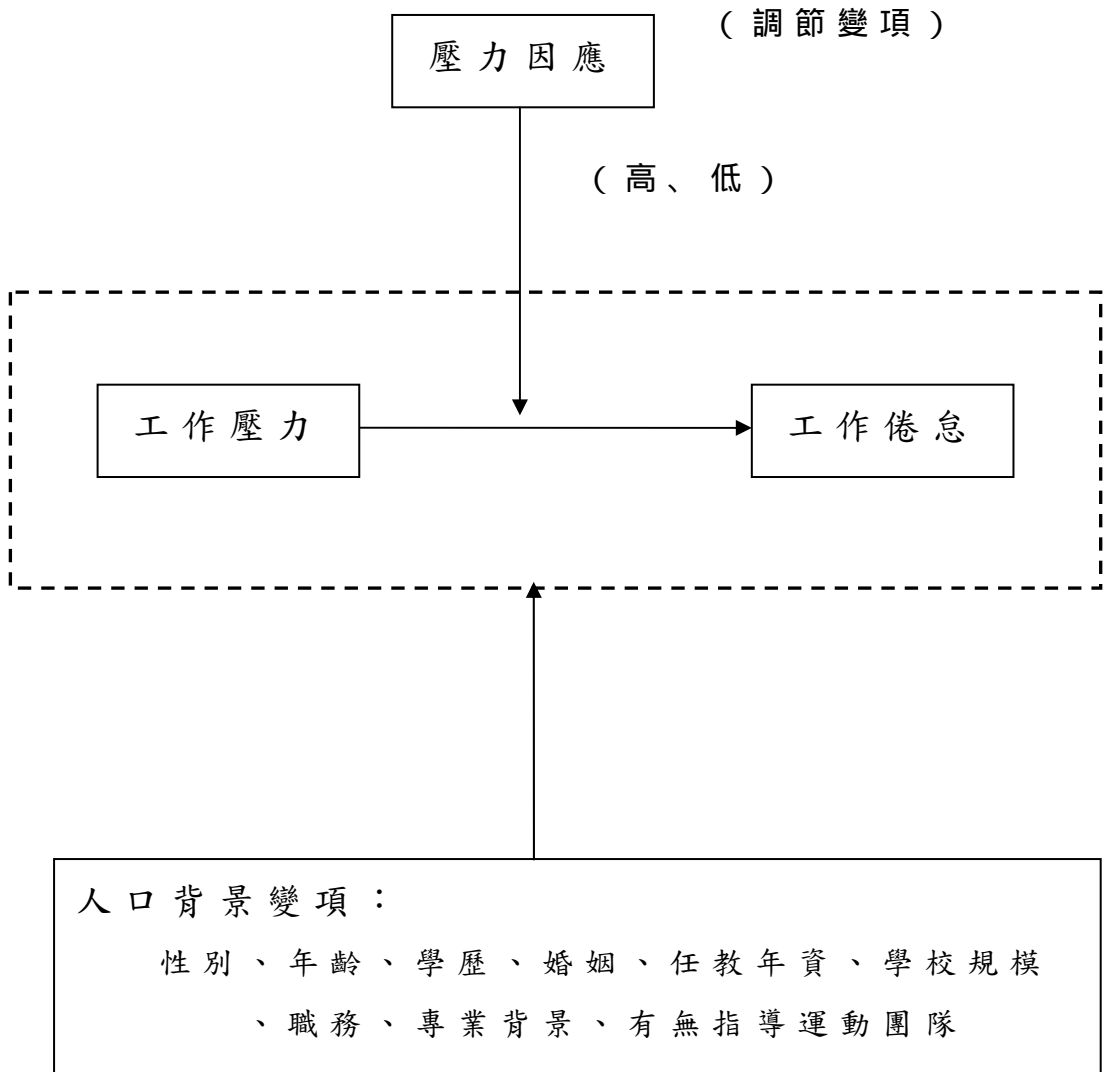 (調節變項)
壓力因應
(高、低)
工作壓力
工作倦怠
人口背景變項：
性別、年齡、學歷、婚姻、任教年資、學校規模
、職務、專業背景、有無指導運動團隊